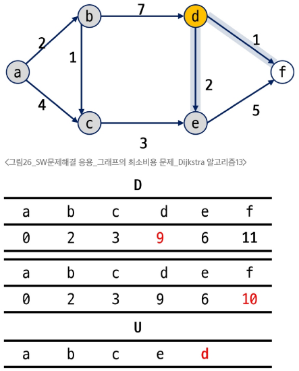 7
b
d
2
1
a
1
2
f
4
5
c
e
3
<그림26_SW문제해결 응용_그래프의 최소비용 문제_Dijkstra 알고리즘13>
D
a b c d e f
0 2 3 9 6 11
a b c d e f
0 2 3 9 6 10
U
a b c e d